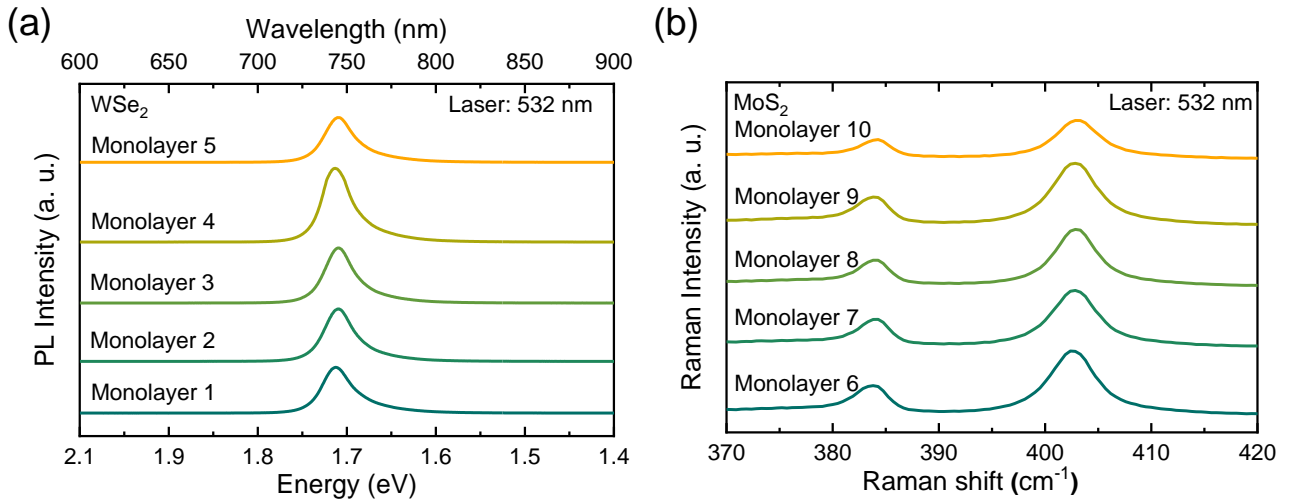 (a)
Wavelength (nm)
600 650 700 750 800 850 900
WSe₂
Laser: 532 nm
Monolayer 5
Monolayer 4
Monolayer 3
Monolayer 2
Monolayer 1
PL Intensity (a. u.)
2.1 1.9 1.8 1.7 1.6 1.5 1.4
Energy (eV)
(b)
MoS₂
Laser: 532 nm
Monolayer 10
Monolayer 9
Monolayer 8
Monolayer 7
Monolayer 6
Raman Intensity (a. u.)
370 380 390 400 410 420
Raman shift (cm⁻¹)